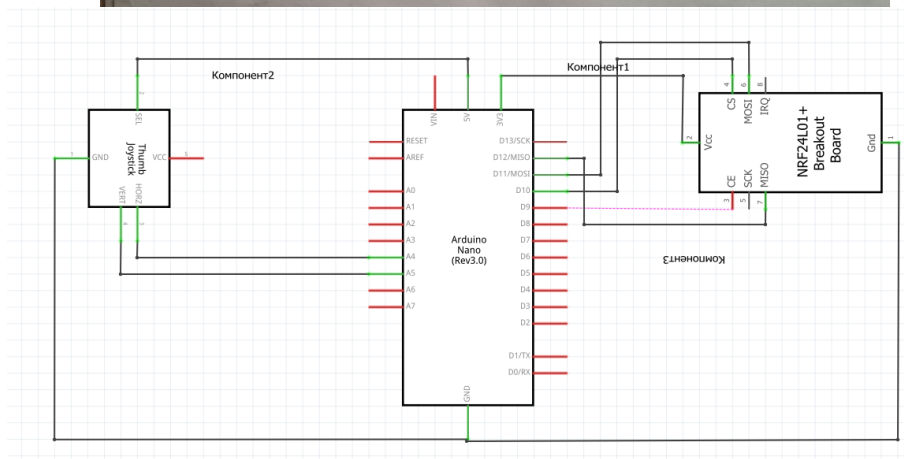 Компонент2
SEL
Thumb
Joystick
GND
VCC
VERT
HORZ
1
2
3
4
5
VIN
5V
3V3
RESET
AREF
A0
A1
A2
A3
A4
A5
A6
A7
D13/SCK
D12/MISO
D11/MOSI
D10
D9
D8
D7
D6
D5
D4
D3
D2
D1/TX
D0/RX
GND
Arduino
Nano
(Rev3.0)
Компонент1
4
6
8
CS
MOSI
IRQ
2
Vcc
NRF24L01+
Breakout
Board
Gnd
1
CE
SCK
MISO
3
5
7
Компонент3